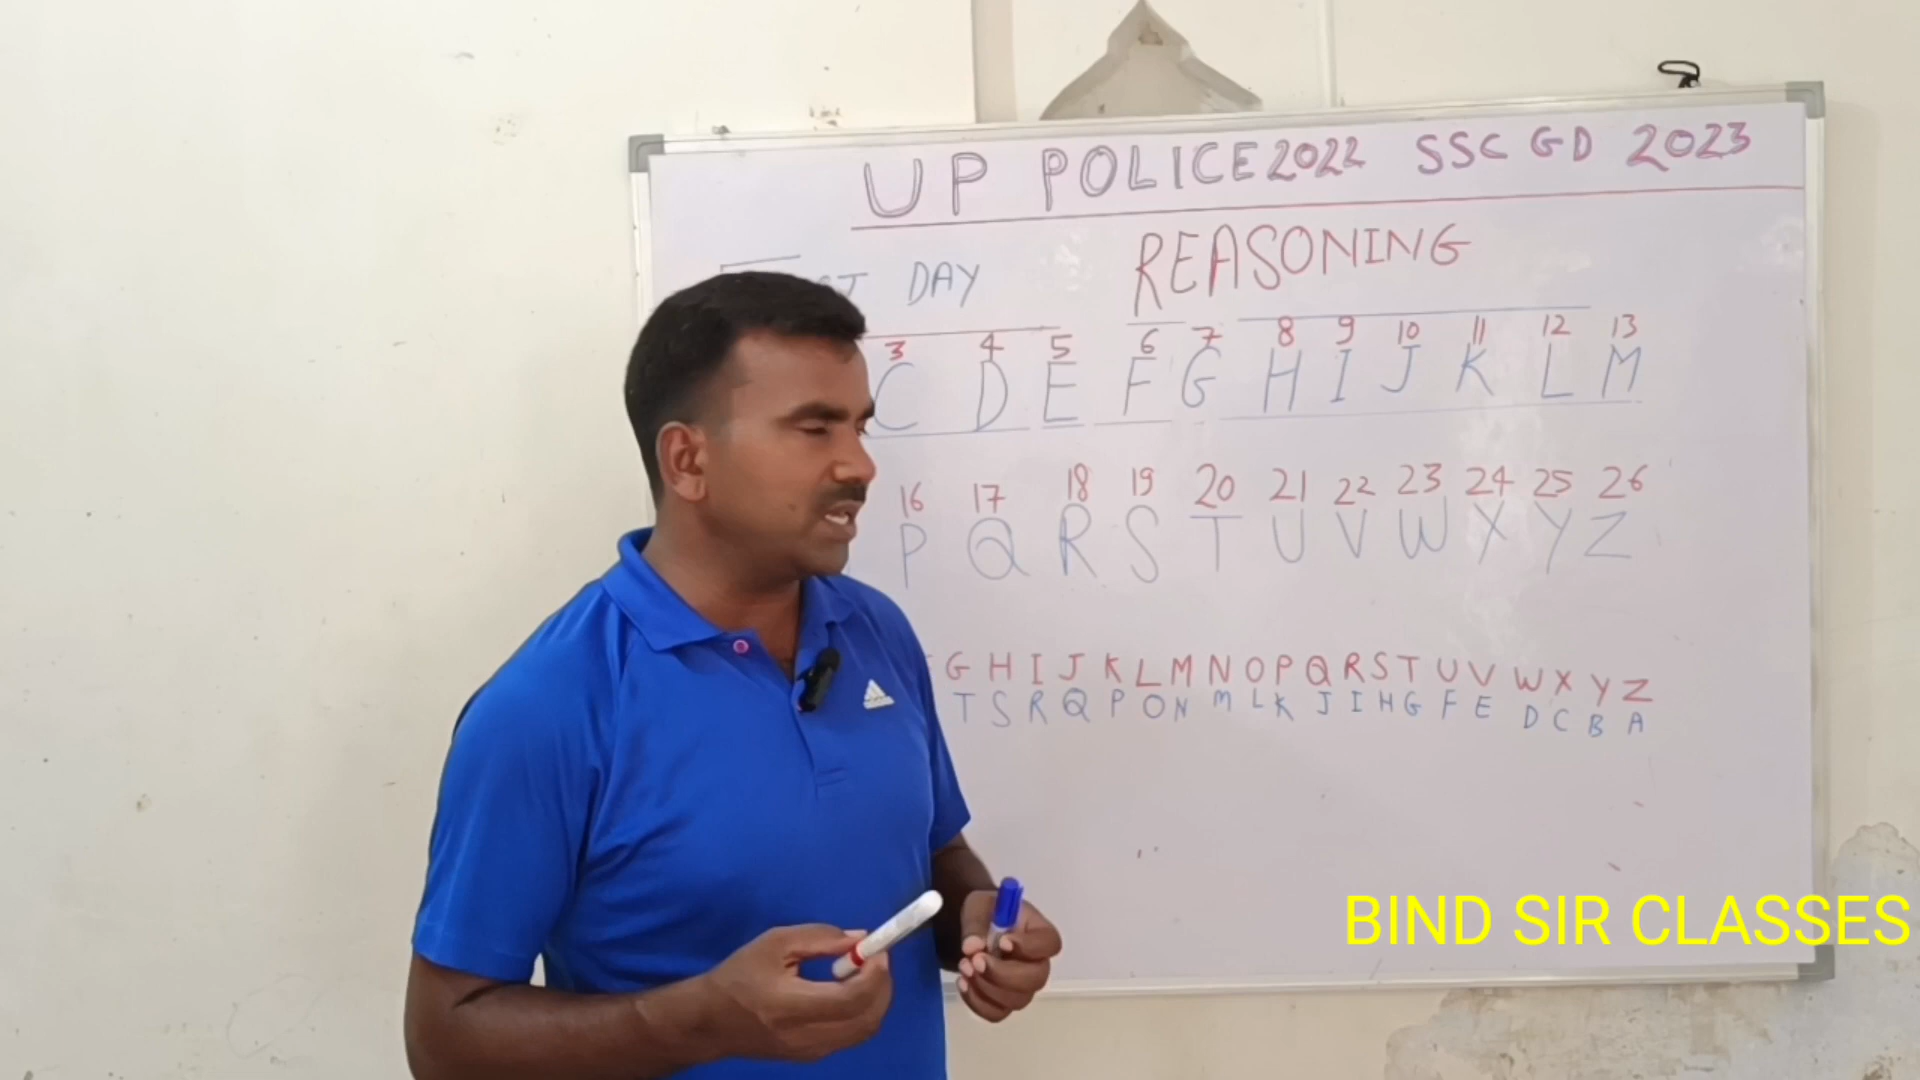 UP POLICE 2022 SSC GD 2023
DAY REASONING
3 4 5 6 7 8 9 10 11 12 13
C D E F G H I J K L M
16 17 18 19 20 21 22 23 24 25 26
P Q R S T U V W X Y Z
G H I J K L M N O P Q R S T U V W X Y Z
T S R Q P O N M L K J I H G F E D C B A
BIND SIR CLASSES